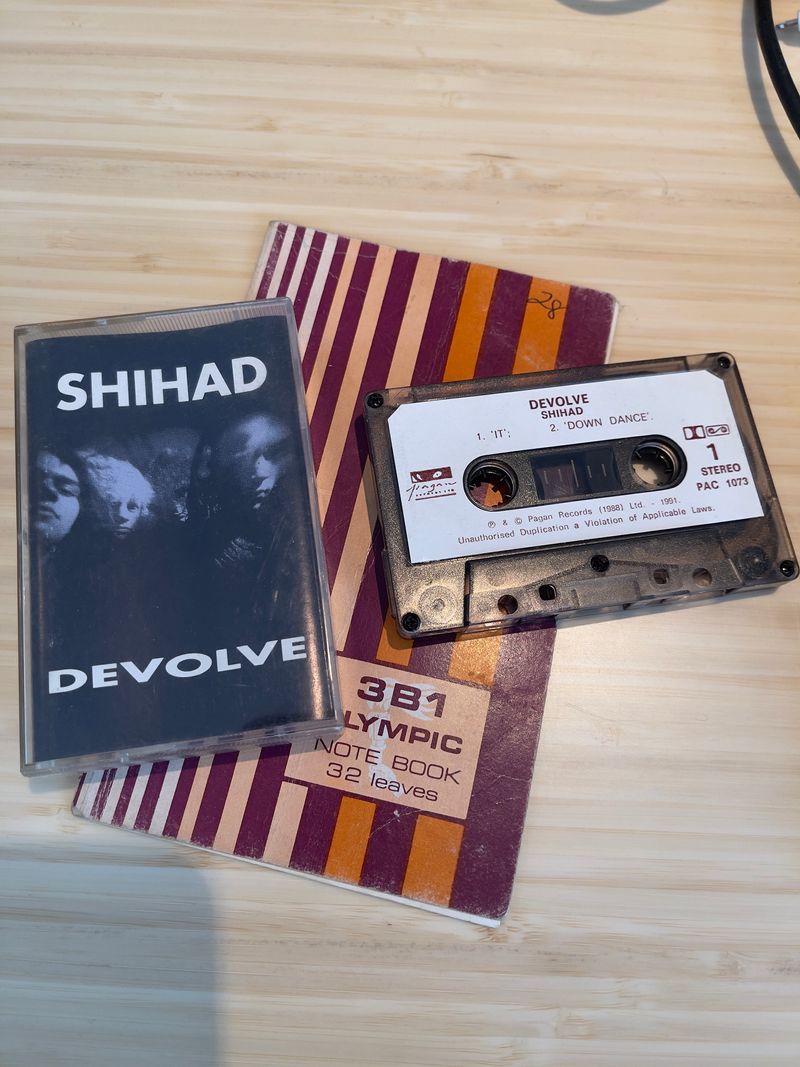 SHIHAD
DEVOLVE
28
DEVOLVE
SHIHAD
1. 'IT'; 2. 'DOWN DANCE'.
1
STEREO
PAC 1073
Pagan
℗ & © Pagan Records (1988) Ltd. - 1991.
Unauthorised Duplication a Violation of Applicable Laws.
3B1
LYMPIC
NOTE BOOK
32 leaves